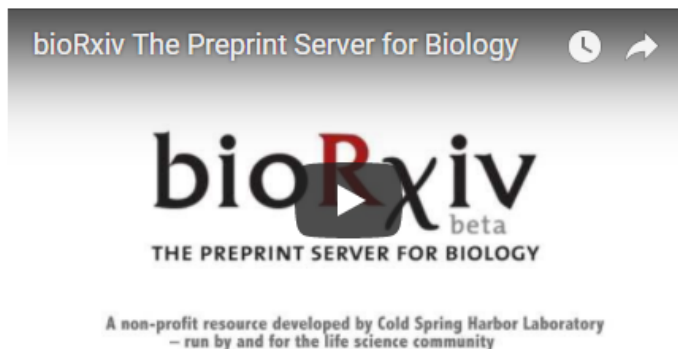 bioRxiv The Preprint Server for Biology
bioRχiv
beta
THE PREPRINT SERVER FOR BIOLOGY
A non-profit resource developed by Cold Spring Harbor Laboratory
– run by and for the life science community